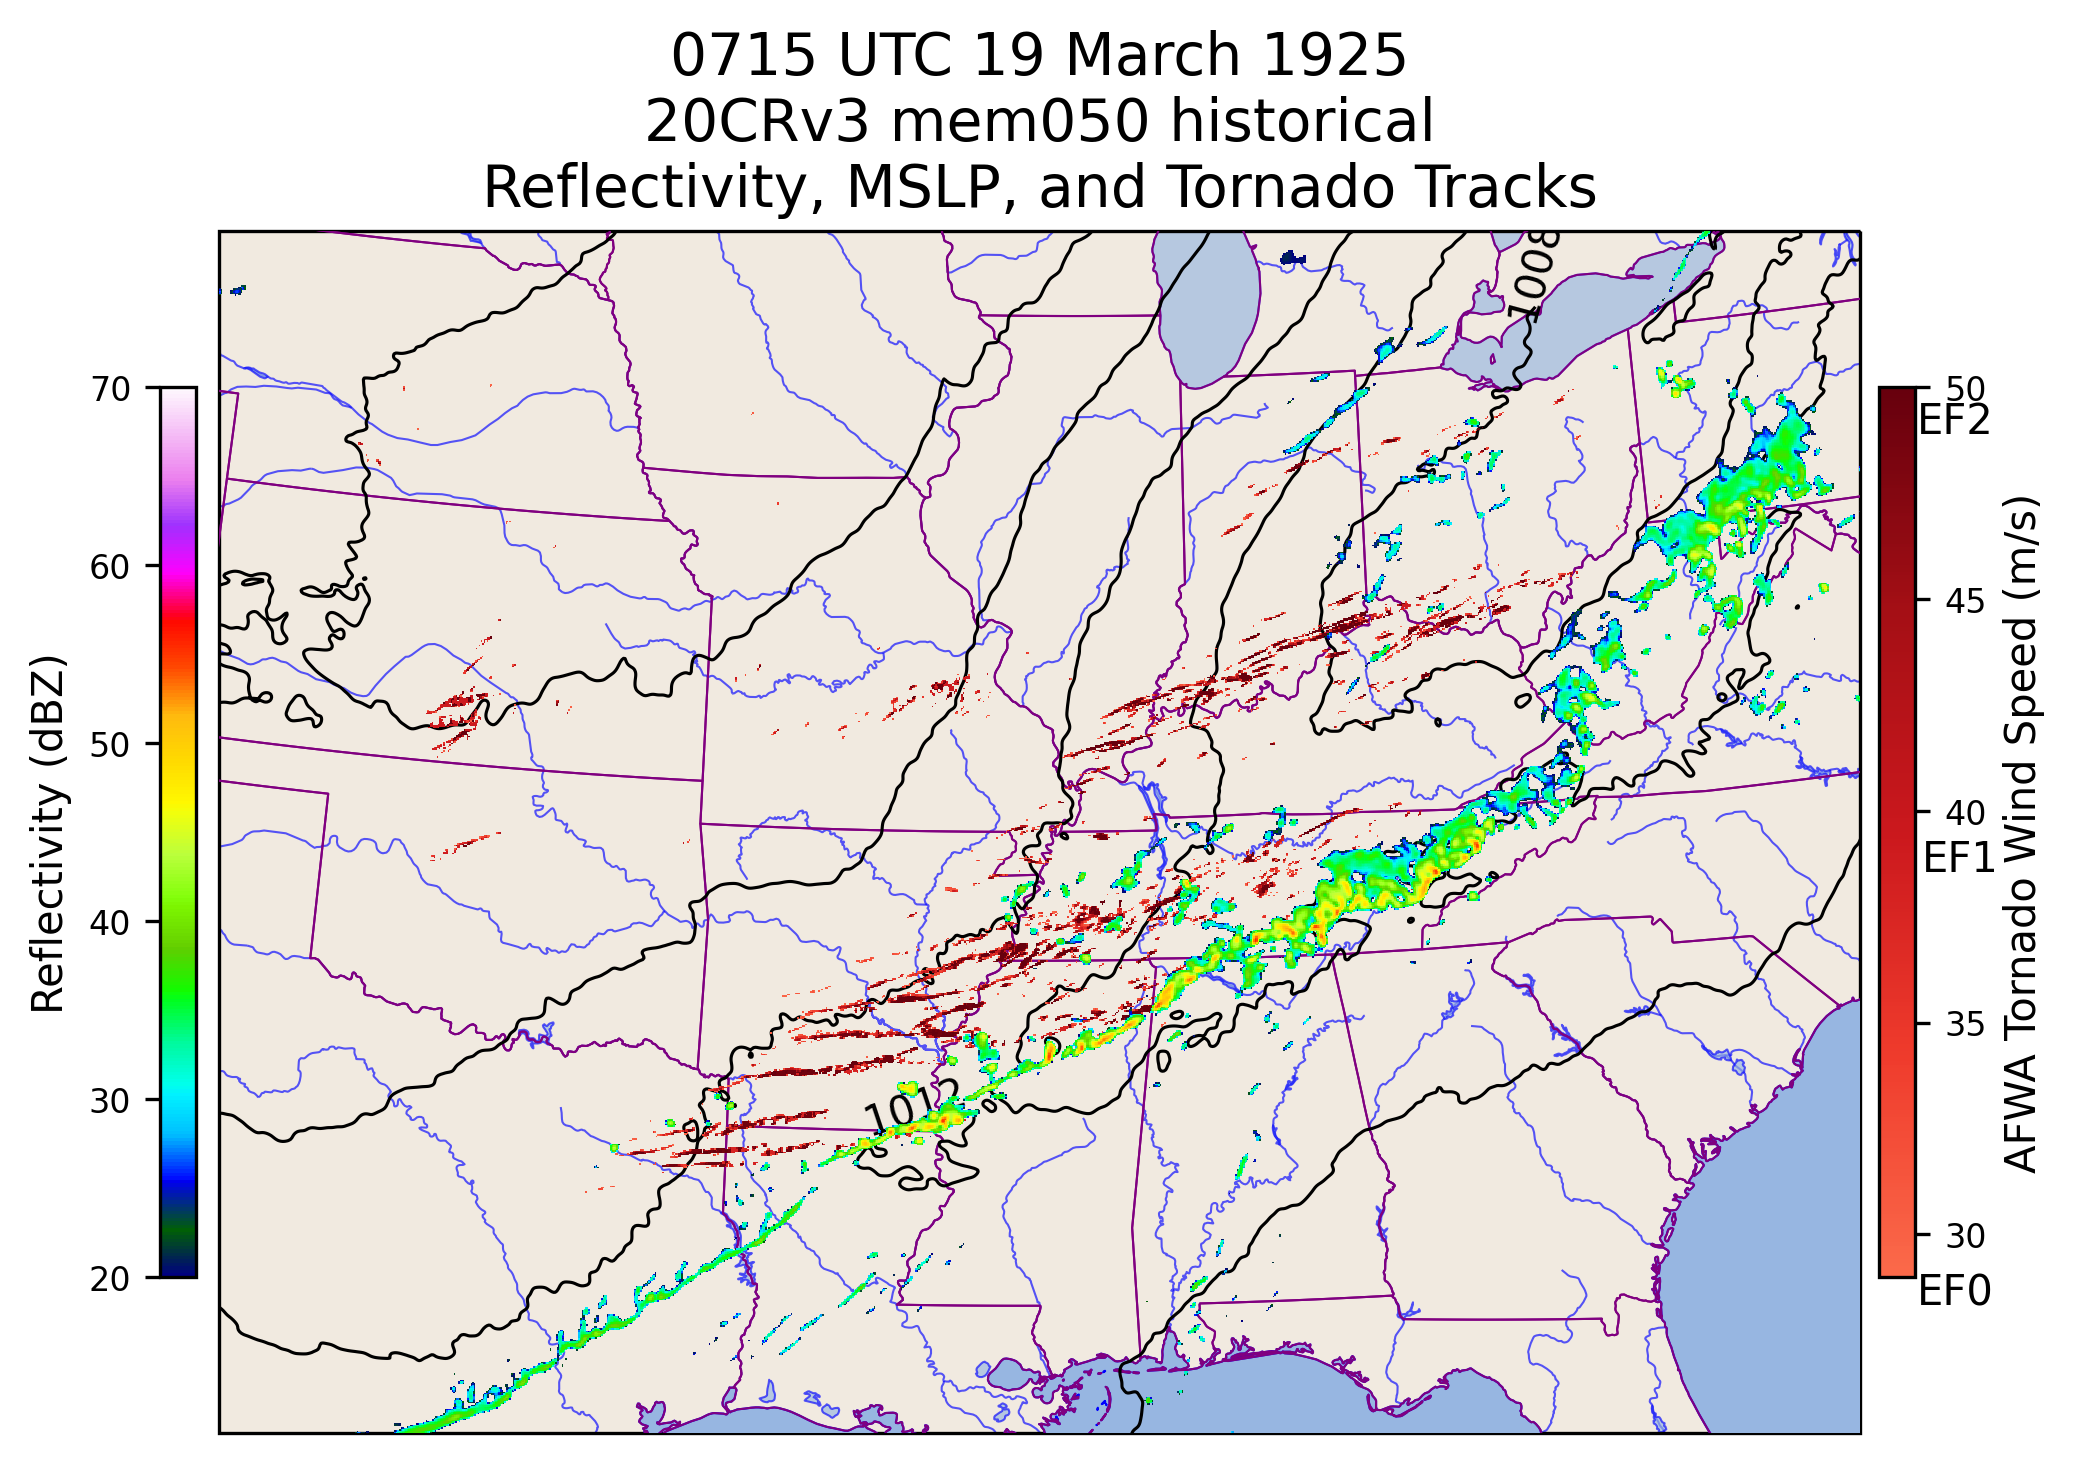 0715 UTC 19 March 1925
20CRv3 mem050 historical
Reflectivity, MSLP, and Tornado Tracks
1008
1012
70
60
50
40
30
20
Reflectivity (dBZ)
50
EF2
45
40
EF1
35
30
EF0
AFWA Tornado Wind Speed (m/s)